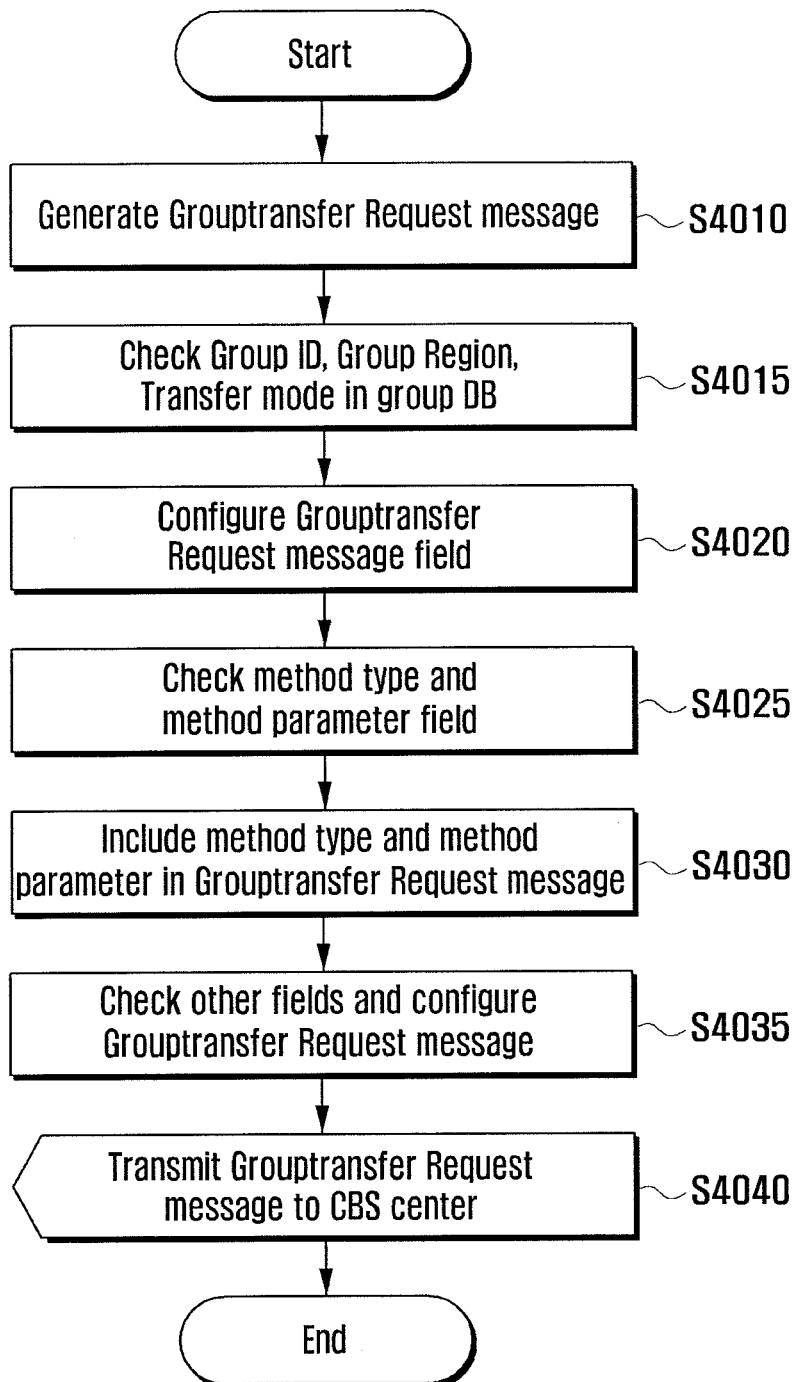 Start
Generate Grouptransfer Request message
S4010
Check Group ID, Group Region,
Transfer mode in group DB
S4015
Configure Grouptransfer
Request message field
S4020
Check method type and
method parameter field
S4025
Include method type and method
parameter in Grouptransfer Request message
S4030
Check other fields and configure
Grouptransfer Request message
S4035
Transmit Grouptransfer Request
message to CBS center
S4040
End